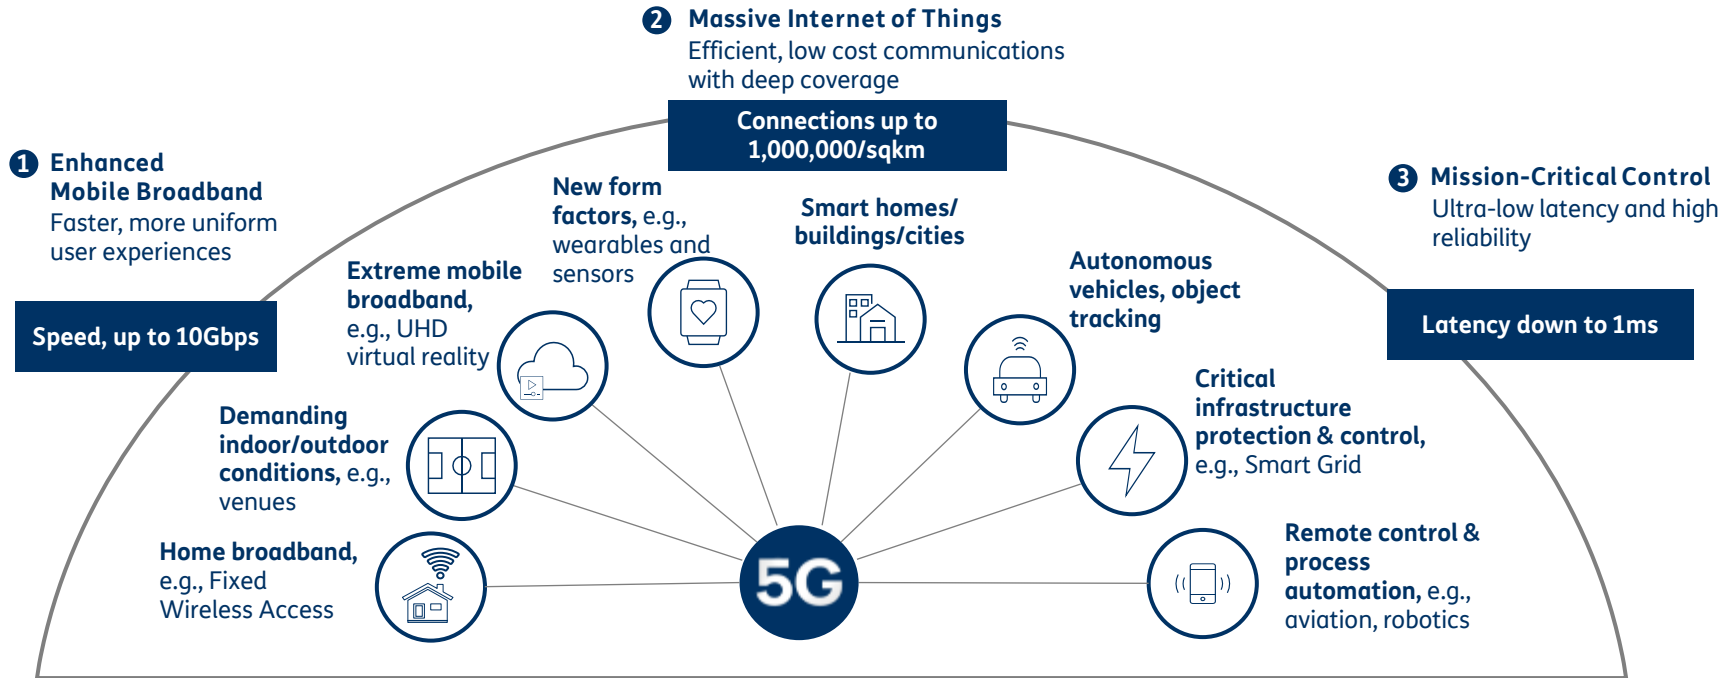 2 Massive Internet of Things
Efficient, low cost communications
with deep coverage
Connections up to
1,000,000/sqkm
1 Enhanced
Mobile Broadband
Faster, more uniform
user experiences
Speed, up to 10Gbps
3 Mission-Critical Control
Ultra-low latency and high
reliability
Latency down to 1ms
Home broadband,
e.g., Fixed
Wireless Access
Demanding
indoor/outdoor
conditions, e.g.,
venues
Extreme mobile
broadband,
e.g., UHD
virtual reality
New form
factors, e.g.,
wearables and
sensors
Smart homes/
buildings/cities
Autonomous
vehicles, object
tracking
Critical
infrastructure
protection & control,
e.g., Smart Grid
Remote control &
process
automation, e.g.,
aviation, robotics
5G